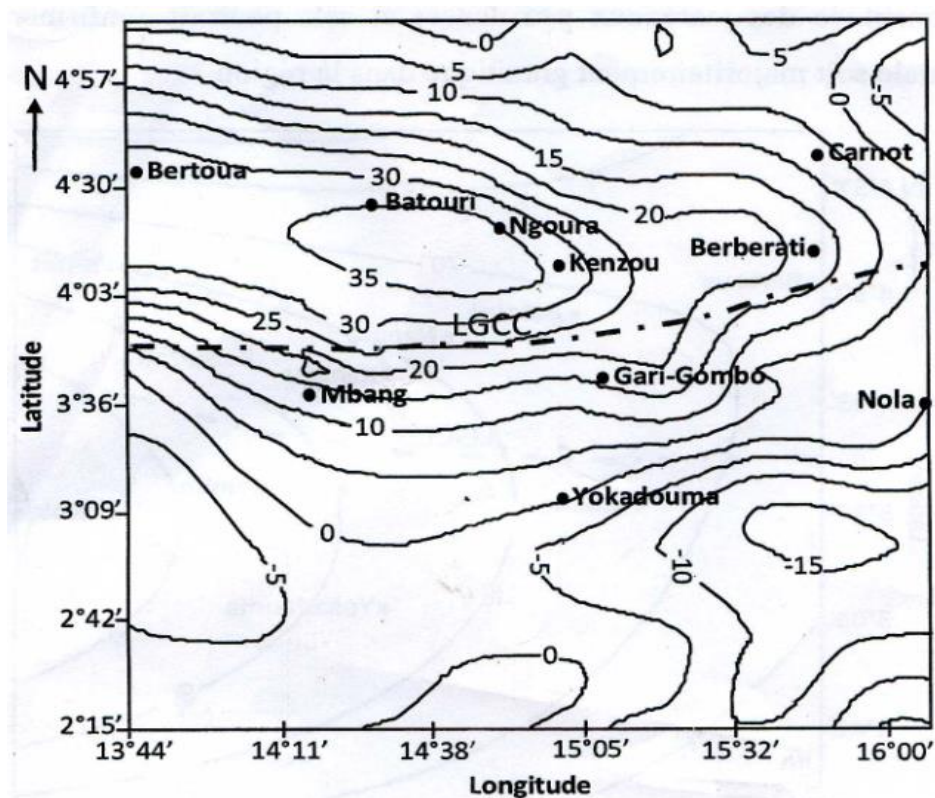 0
5
5
0
-5
N
4°57′
10
15
Carnot
Bertoua
30
4°30′
Batouri
20
Ngoura
Berberati
Kenzou
35
4°03′
25
30
LGCC
20
Gari-Gombo
Mbang
Nola
3°36′
10
Latitude
Yokadouma
3°09′
0
-5
-5
-10
-15
2°42′
0
2°15′
13°44′ 14°11′ 14°38′ 15°05′ 15°32′ 16°00′
Longitude